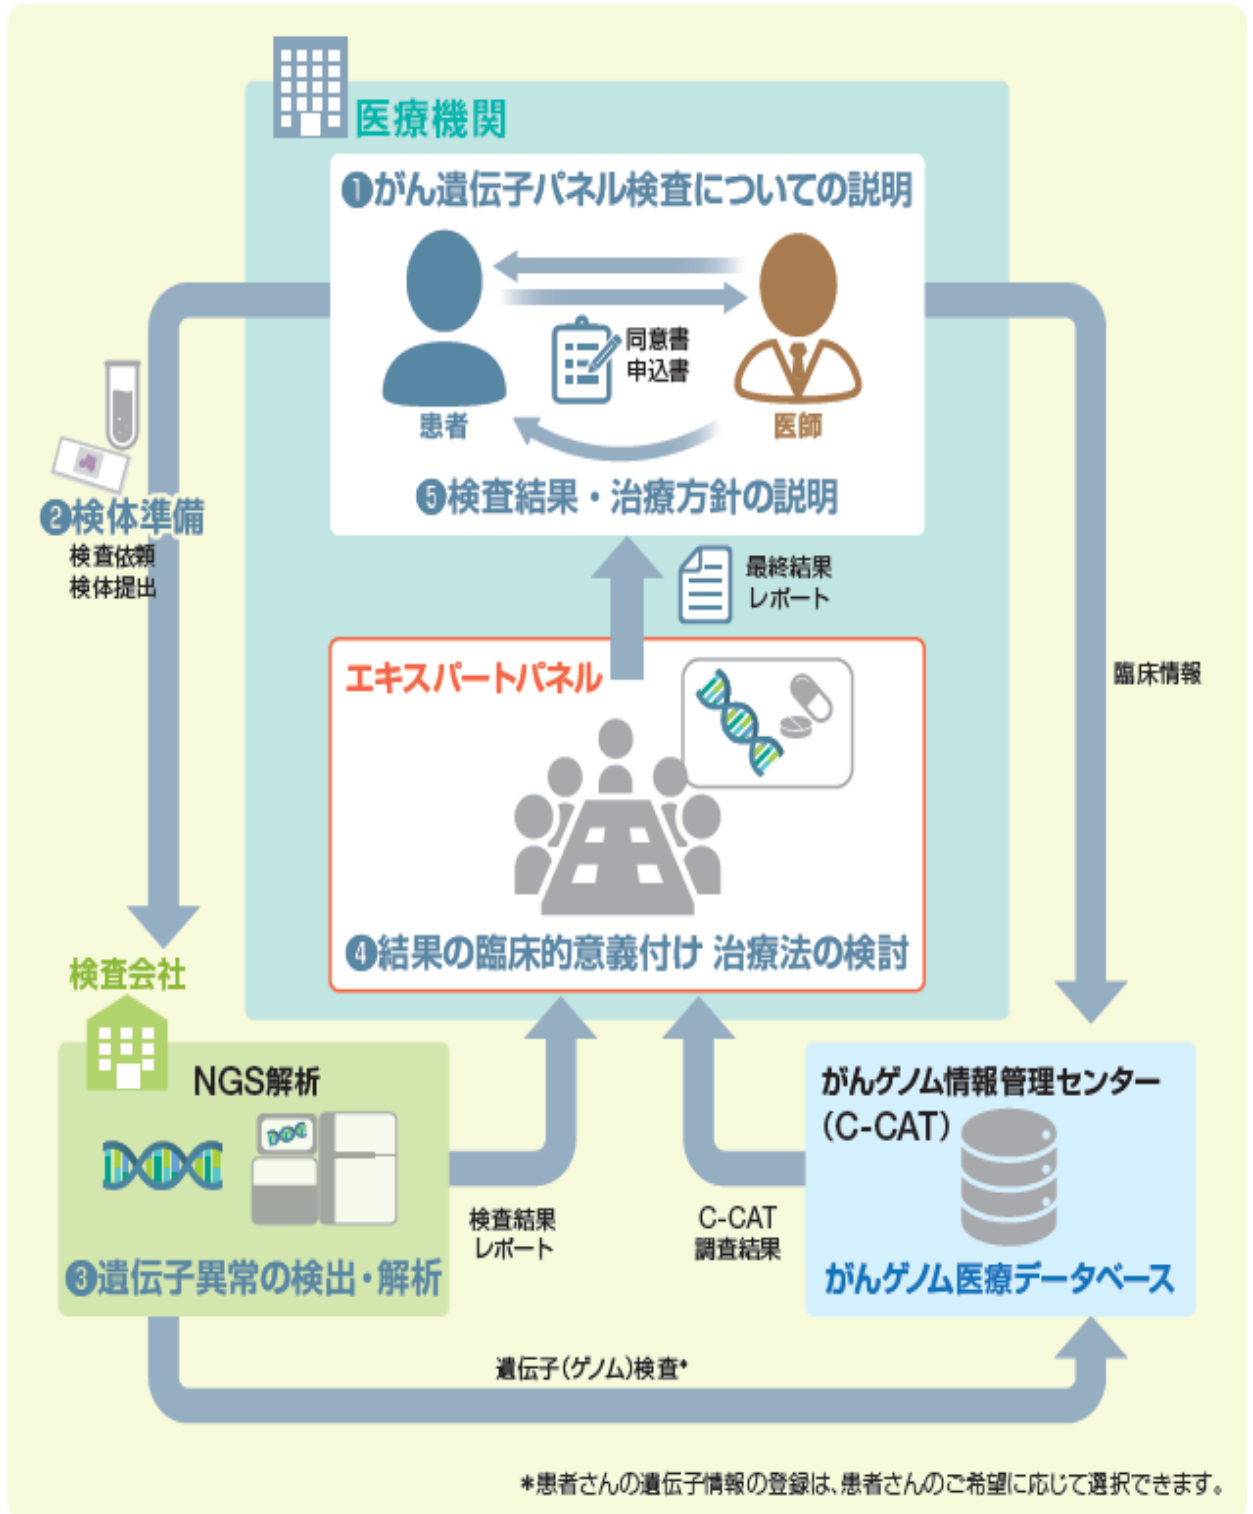 医療機関
❶がん遺伝子パネル検査についての説明
同意書
申込書
患者
医師
❺検査結果・治療方針の説明
❷検体準備
検査依頼
検体提出
最終結果
レポート
エキスパートパネル
臨床情報
❹結果の臨床的意義付け 治療法の検討
検査会社
NGS解析
がんゲノム情報管理センター
(C-CAT)
検査結果
レポート
C-CAT
調査結果
❸遺伝子異常の検出・解析
がんゲノム医療データベース
遺伝子(ゲノム)検査*
*患者さんの遺伝子情報の登録は、患者さんのご希望に応じて選択できます。